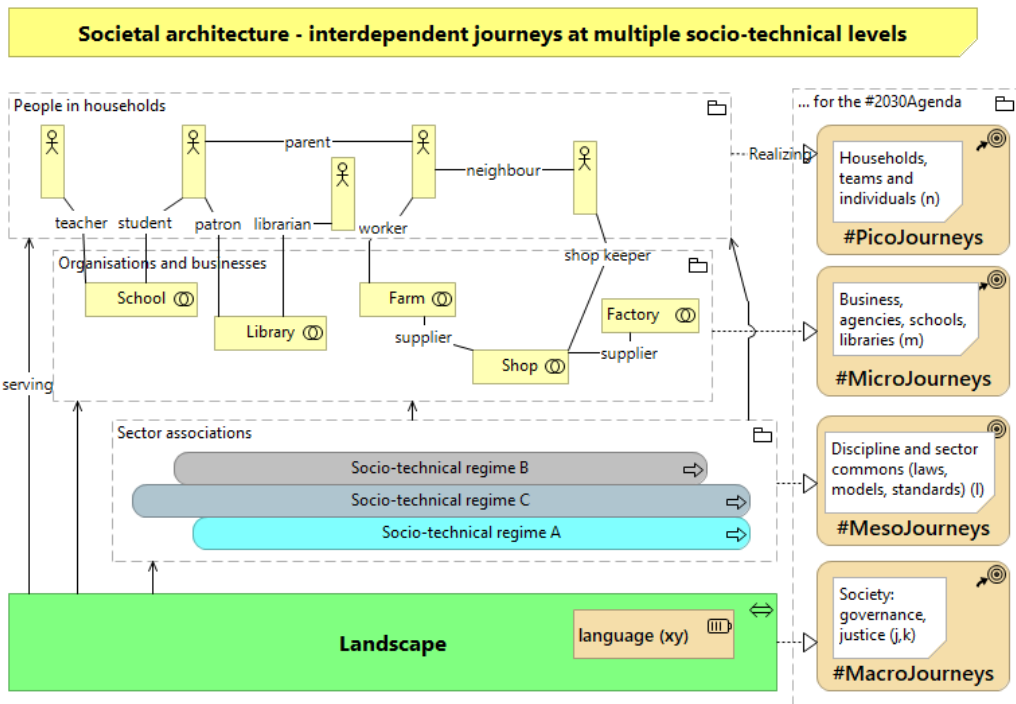 Societal architecture - interdependent journeys at multiple socio-technical levels
People in households
... for the #2030Agenda
parent
Realizing
neighbour
Households,
teams and
individuals (n)
#PicoJourneys
teacher
student
patron
librarian
worker
shop keeper
Organisations and businesses
School
Farm
Library
Factory
supplier
supplier
Shop
Business,
agencies, schools,
libraries (m)
#MicroJourneys
serving
Sector associations
Socio-technical regime B
Socio-technical regime C
Socio-technical regime A
Discipline and sector
commons (laws,
models, standards) (l)
#MesoJourneys
Landscape
language (xy)
Society:
governance,
justice (j,k)
#MacroJourneys